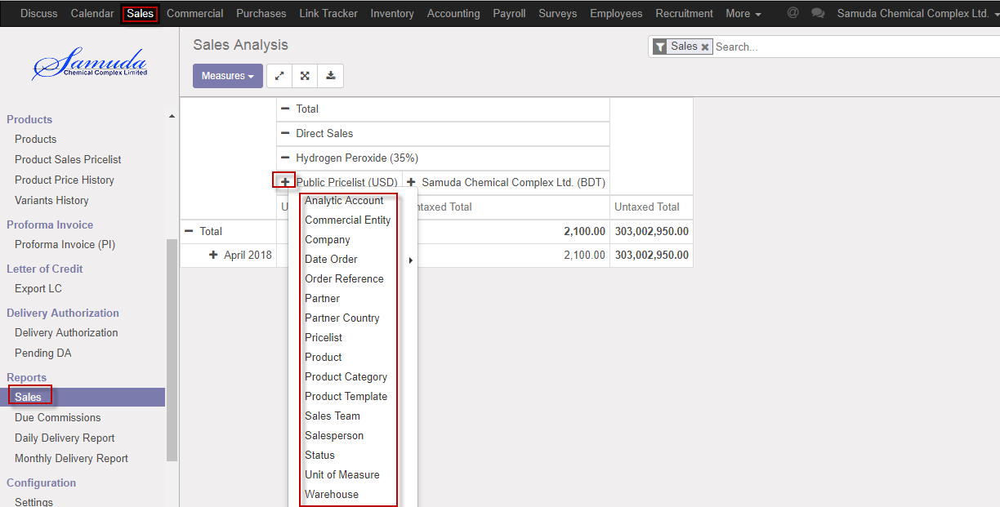 Discuss Calendar Sales Commercial Purchases Link Tracker Inventory Accounting Payroll Surveys Employees Recruitment More @ Samuda Chemical Complex Ltd.
Samuda
Chemical Complex Limited
Products
Products
Product Sales Pricelist
Product Price History
Variants History
Proforma Invoice
Proforma Invoice (PI)
Letter of Credit
Export LC
Delivery Authorization
Delivery Authorization
Pending DA
Reports
Sales
Due Commissions
Daily Delivery Report
Monthly Delivery Report
Configuration
Settings
Sales Analysis
Sales Search...
Measures
Total
Direct Sales
Hydrogen Peroxide (35%)
Public Pricelist (USD) Samuda Chemical Complex Ltd. (BDT)
Untaxed Total
Total 2,100.00 303,002,950.00
April 2018 2,100.00 303,002,950.00
Analytic Account
Commercial Entity
Company
Date Order
Order Reference
Partner
Partner Country
Pricelist
Product
Product Category
Product Template
Sales Team
Salesperson
Status
Unit of Measure
Warehouse